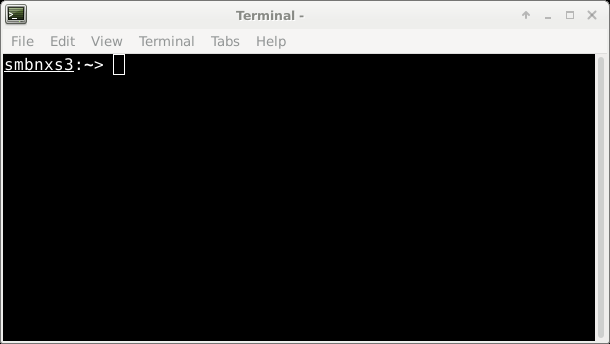 Terminal -
File Edit View Terminal Tabs Help
smbnxs3:~>